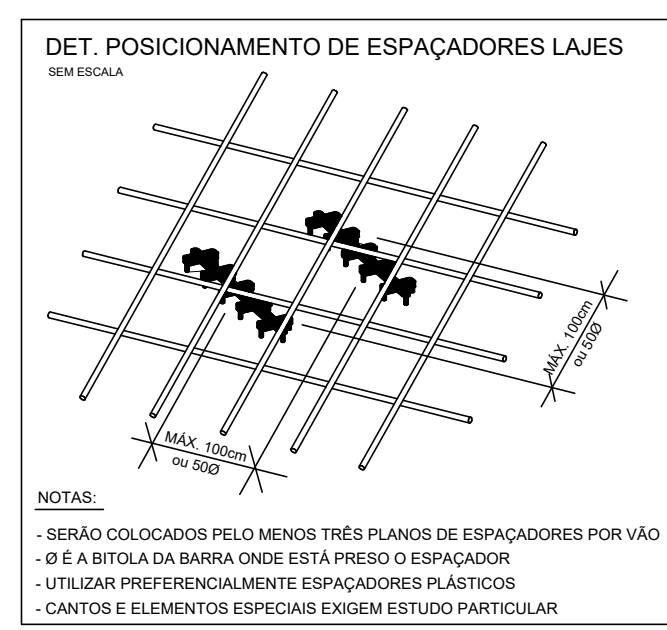 DET. POSICIONAMENTO DE ESPAÇADORES LAJES
SEM ESCALA
MÁX. 100cm
ou 50Ø
MÁX. 100cm
ou 50Ø
NOTAS:
- SERÃO COLOCADOS PELO MENOS TRÊS PLANOS DE ESPAÇADORES POR VÃO
- Ø É A BITOLA DA BARRA ONDE ESTÁ PRESO O ESPAÇADOR
- UTILIZAR PREFERENCIALMENTE ESPAÇADORES PLÁSTICOS
- CANTOS E ELEMENTOS ESPECIAIS EXIGEM ESTUDO PARTICULAR